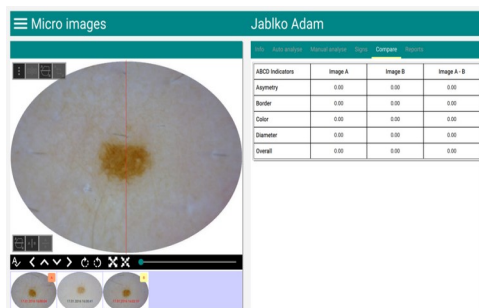 Micro images
Jablko Adam
Info Auto analyse Manual analyse Signs Compare Reports
ABCD Indicators Image A Image B Image A - B
Asymetry 0.00 0.00 0.00
Border 0.00 0.00 0.00
Color 0.00 0.00 0.00
Diameter 0.00 0.00 0.00
Overall 0.00 0.00 0.00